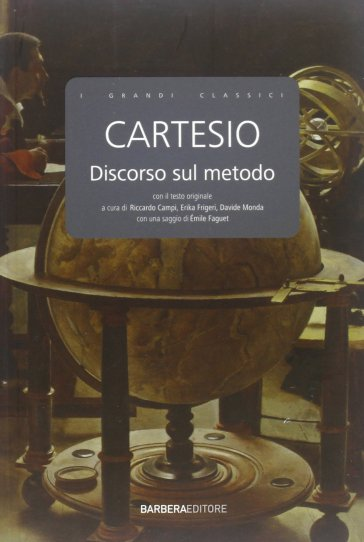 I GRANDI CLASSICI
CARTESIO
Discorso sul metodo
con il testo originale
a cura di Riccardo Campi, Erika Frigeri, Davide Monda
con una saggio di Émile Faguet
BARBERAEDITORE